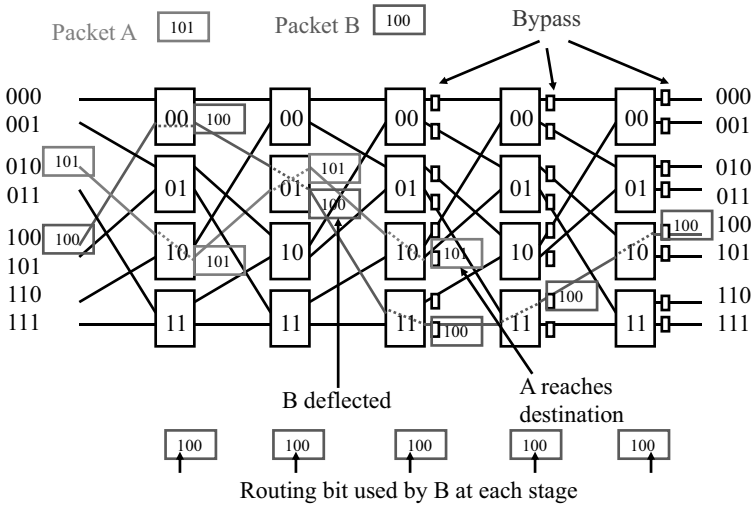 Packet A 101 Packet B 100 Bypass
000 00 100 00 00 00 00 000
001 001
010 101 01 01 101 01 01 01 010
011 100 011
100 100 100 100
101 10 101 10 10 101 10 10 101
110 100 110
111 11 11 11 100 11 11 111
B deflected
A reaches
destination
100 100 100 100 100
Routing bit used by B at each stage